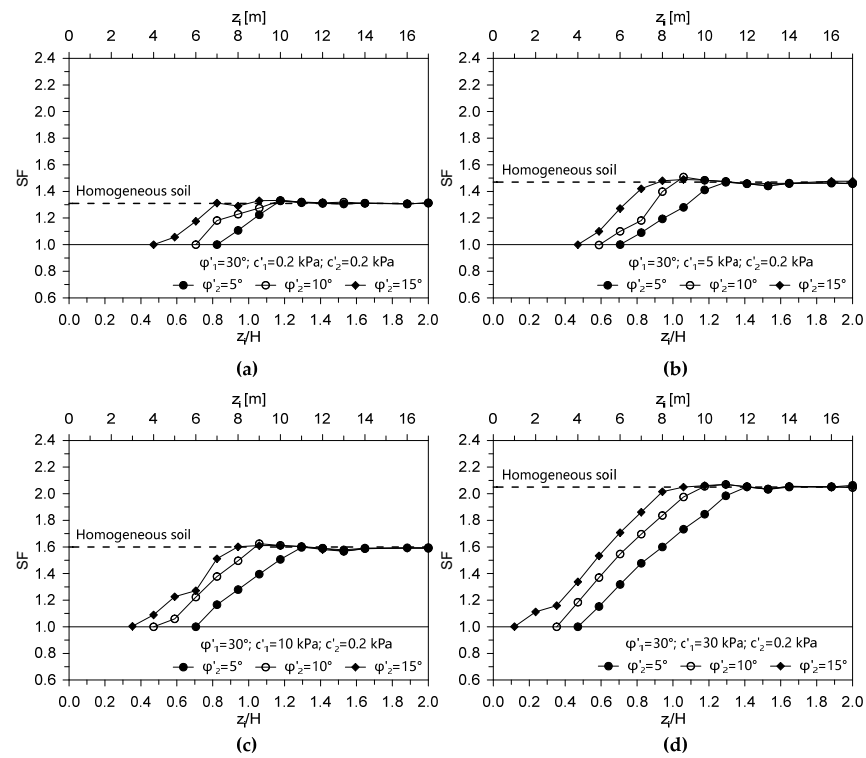 zᵢ [m]
0 2 4 6 8 10 12 14 16
2.4
2.2
2.0
1.8
1.6
1.4
1.2
1.0
0.8
0.6
SF
Homogeneous soil
φ'₁=30°; c'₁=0.2 kPa; c'₂=0.2 kPa
φ'₂=5° φ'₂=10° φ'₂=15°
0.0 0.2 0.4 0.6 0.8 1.0 1.2 1.4 1.6 1.8 2.0
zᵢ/H
(a)
zᵢ [m]
0 2 4 6 8 10 12 14 16
2.4
2.2
2.0
1.8
1.6
1.4
1.2
1.0
0.8
0.6
SF
Homogeneous soil
φ'₁=30°; c'₁=5 kPa; c'₂=0.2 kPa
φ'₂=5° φ'₂=10° φ'₂=15°
0.0 0.2 0.4 0.6 0.8 1.0 1.2 1.4 1.6 1.8 2.0
zᵢ/H
(b)
zᵢ [m]
0 2 4 6 8 10 12 14 16
2.4
2.2
2.0
1.8
1.6
1.4
1.2
1.0
0.8
0.6
SF
Homogeneous soil
φ'₁=30°; c'₁=10 kPa; c'₂=0.2 kPa
φ'₂=5° φ'₂=10° φ'₂=15°
0.0 0.2 0.4 0.6 0.8 1.0 1.2 1.4 1.6 1.8 2.0
zᵢ/H
(c)
zᵢ [m]
0 2 4 6 8 10 12 14 16
2.4
2.2
2.0
1.8
1.6
1.4
1.2
1.0
0.8
0.6
SF
Homogeneous soil
φ'₁=30°; c'₁=30 kPa; c'₂=0.2 kPa
φ'₂=5° φ'₂=10° φ'₂=15°
0.0 0.2 0.4 0.6 0.8 1.0 1.2 1.4 1.6 1.8 2.0
zᵢ/H
(d)